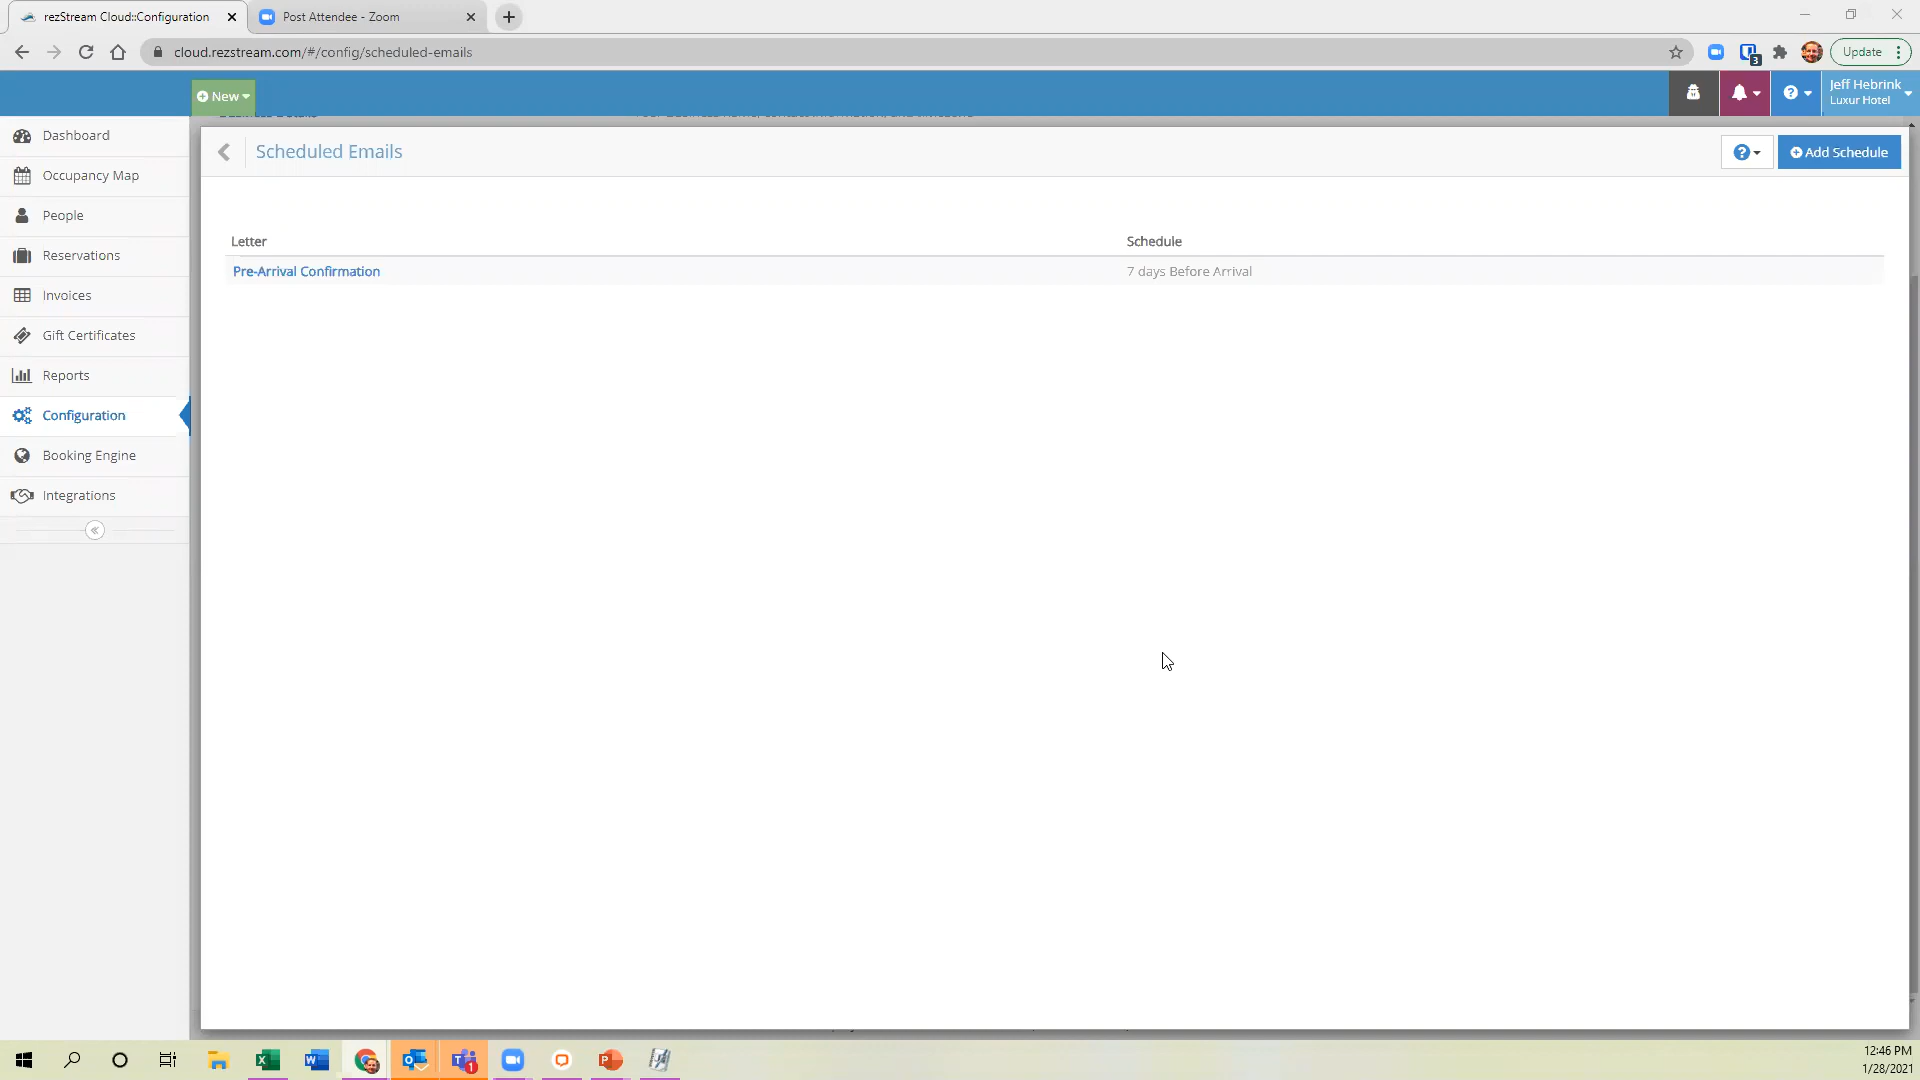 rezStream Cloud::Configuration
Post Attendee - Zoom
cloud.rezstream.com/#/config/scheduled-emails
3
Update
New
Jeff Hebrink
Luxur Hotel
Dashboard
Occupancy Map
People
Reservations
Invoices
Gift Certificates
Reports
Configuration
Booking Engine
Integrations
Scheduled Emails
Add Schedule
Letter
Schedule
Pre-Arrival Confirmation
7 days Before Arrival
1
12:46 PM
1/28/2021